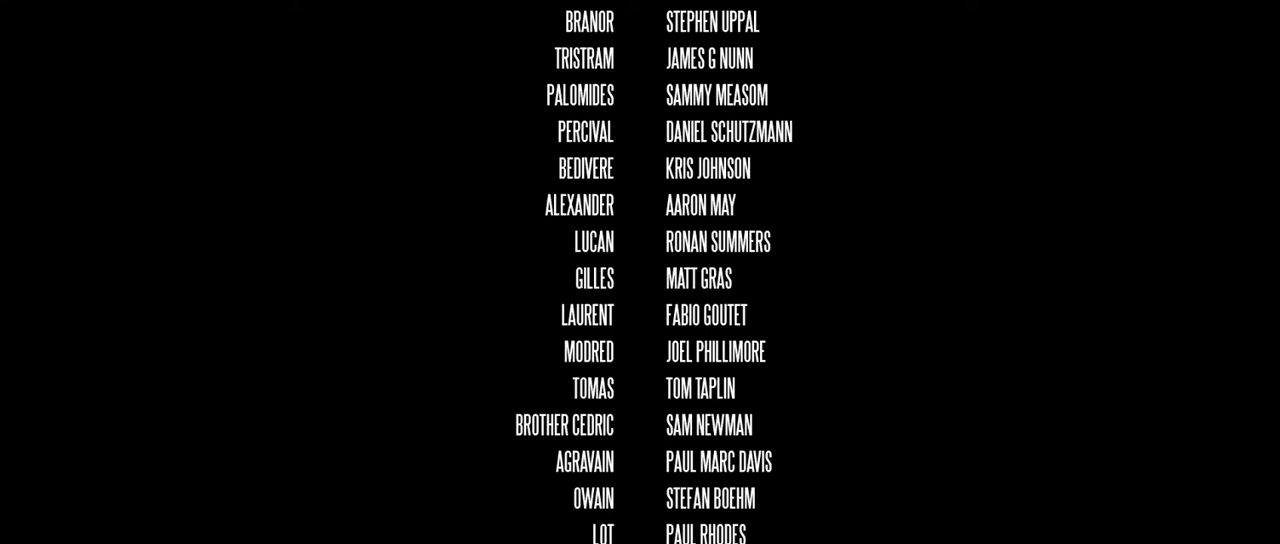 BRANOR STEPHEN UPPAL
TRISTRAM JAMES G NUNN
PALOMIDES SAMMY MEASOM
PERCIVAL DANIEL SCHUTZMANN
BEDIVERE KRIS JOHNSON
ALEXANDER AARON MAY
LUCAN RONAN SUMMERS
GILLES MATT GRAS
LAURENT FABIO GOUTET
MODRED JOEL PHILLIMORE
TOMAS TOM TAPLIN
BROTHER CEDRIC SAM NEWMAN
AGRAVAIN PAUL MARC DAVIS
OWAIN STEFAN BOEHM
LOT PAUL RHODES